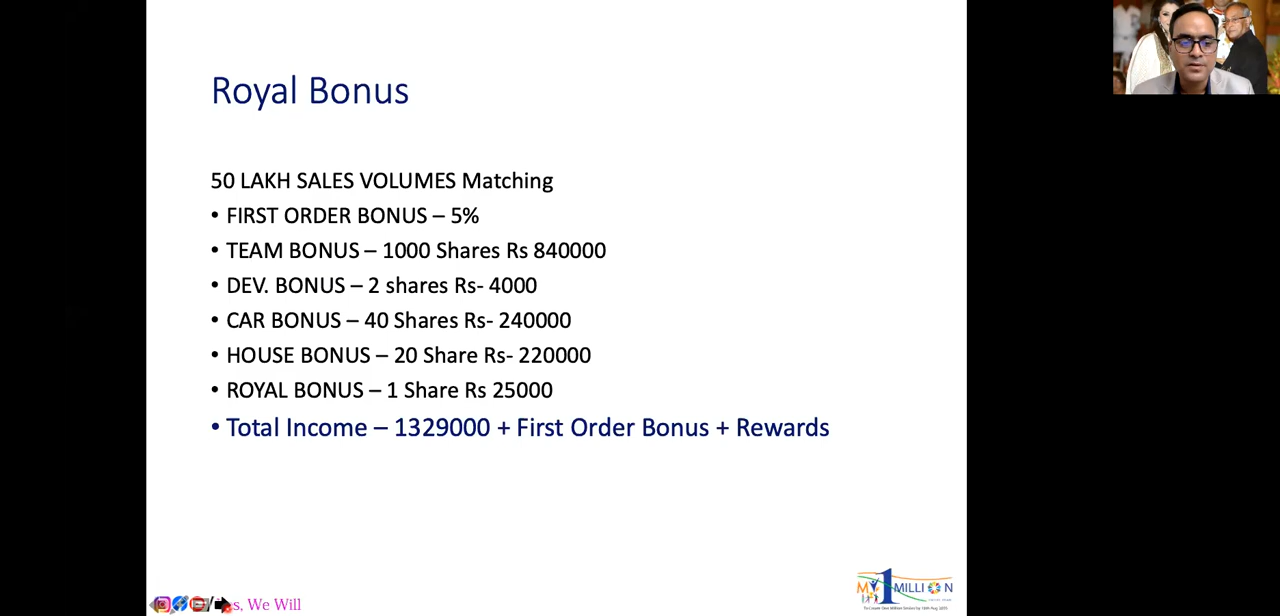 Royal Bonus
50 LAKH SALES VOLUMES Matching
• FIRST ORDER BONUS – 5%
• TEAM BONUS – 1000 Shares Rs 840000
• DEV. BONUS – 2 shares Rs- 4000
• CAR BONUS – 40 Shares Rs- 240000
• HOUSE BONUS – 20 Share Rs- 220000
• ROYAL BONUS – 1 Share Rs 25000
• Total Income – 1329000 + First Order Bonus + Rewards
MY 1 MILLION
We Will